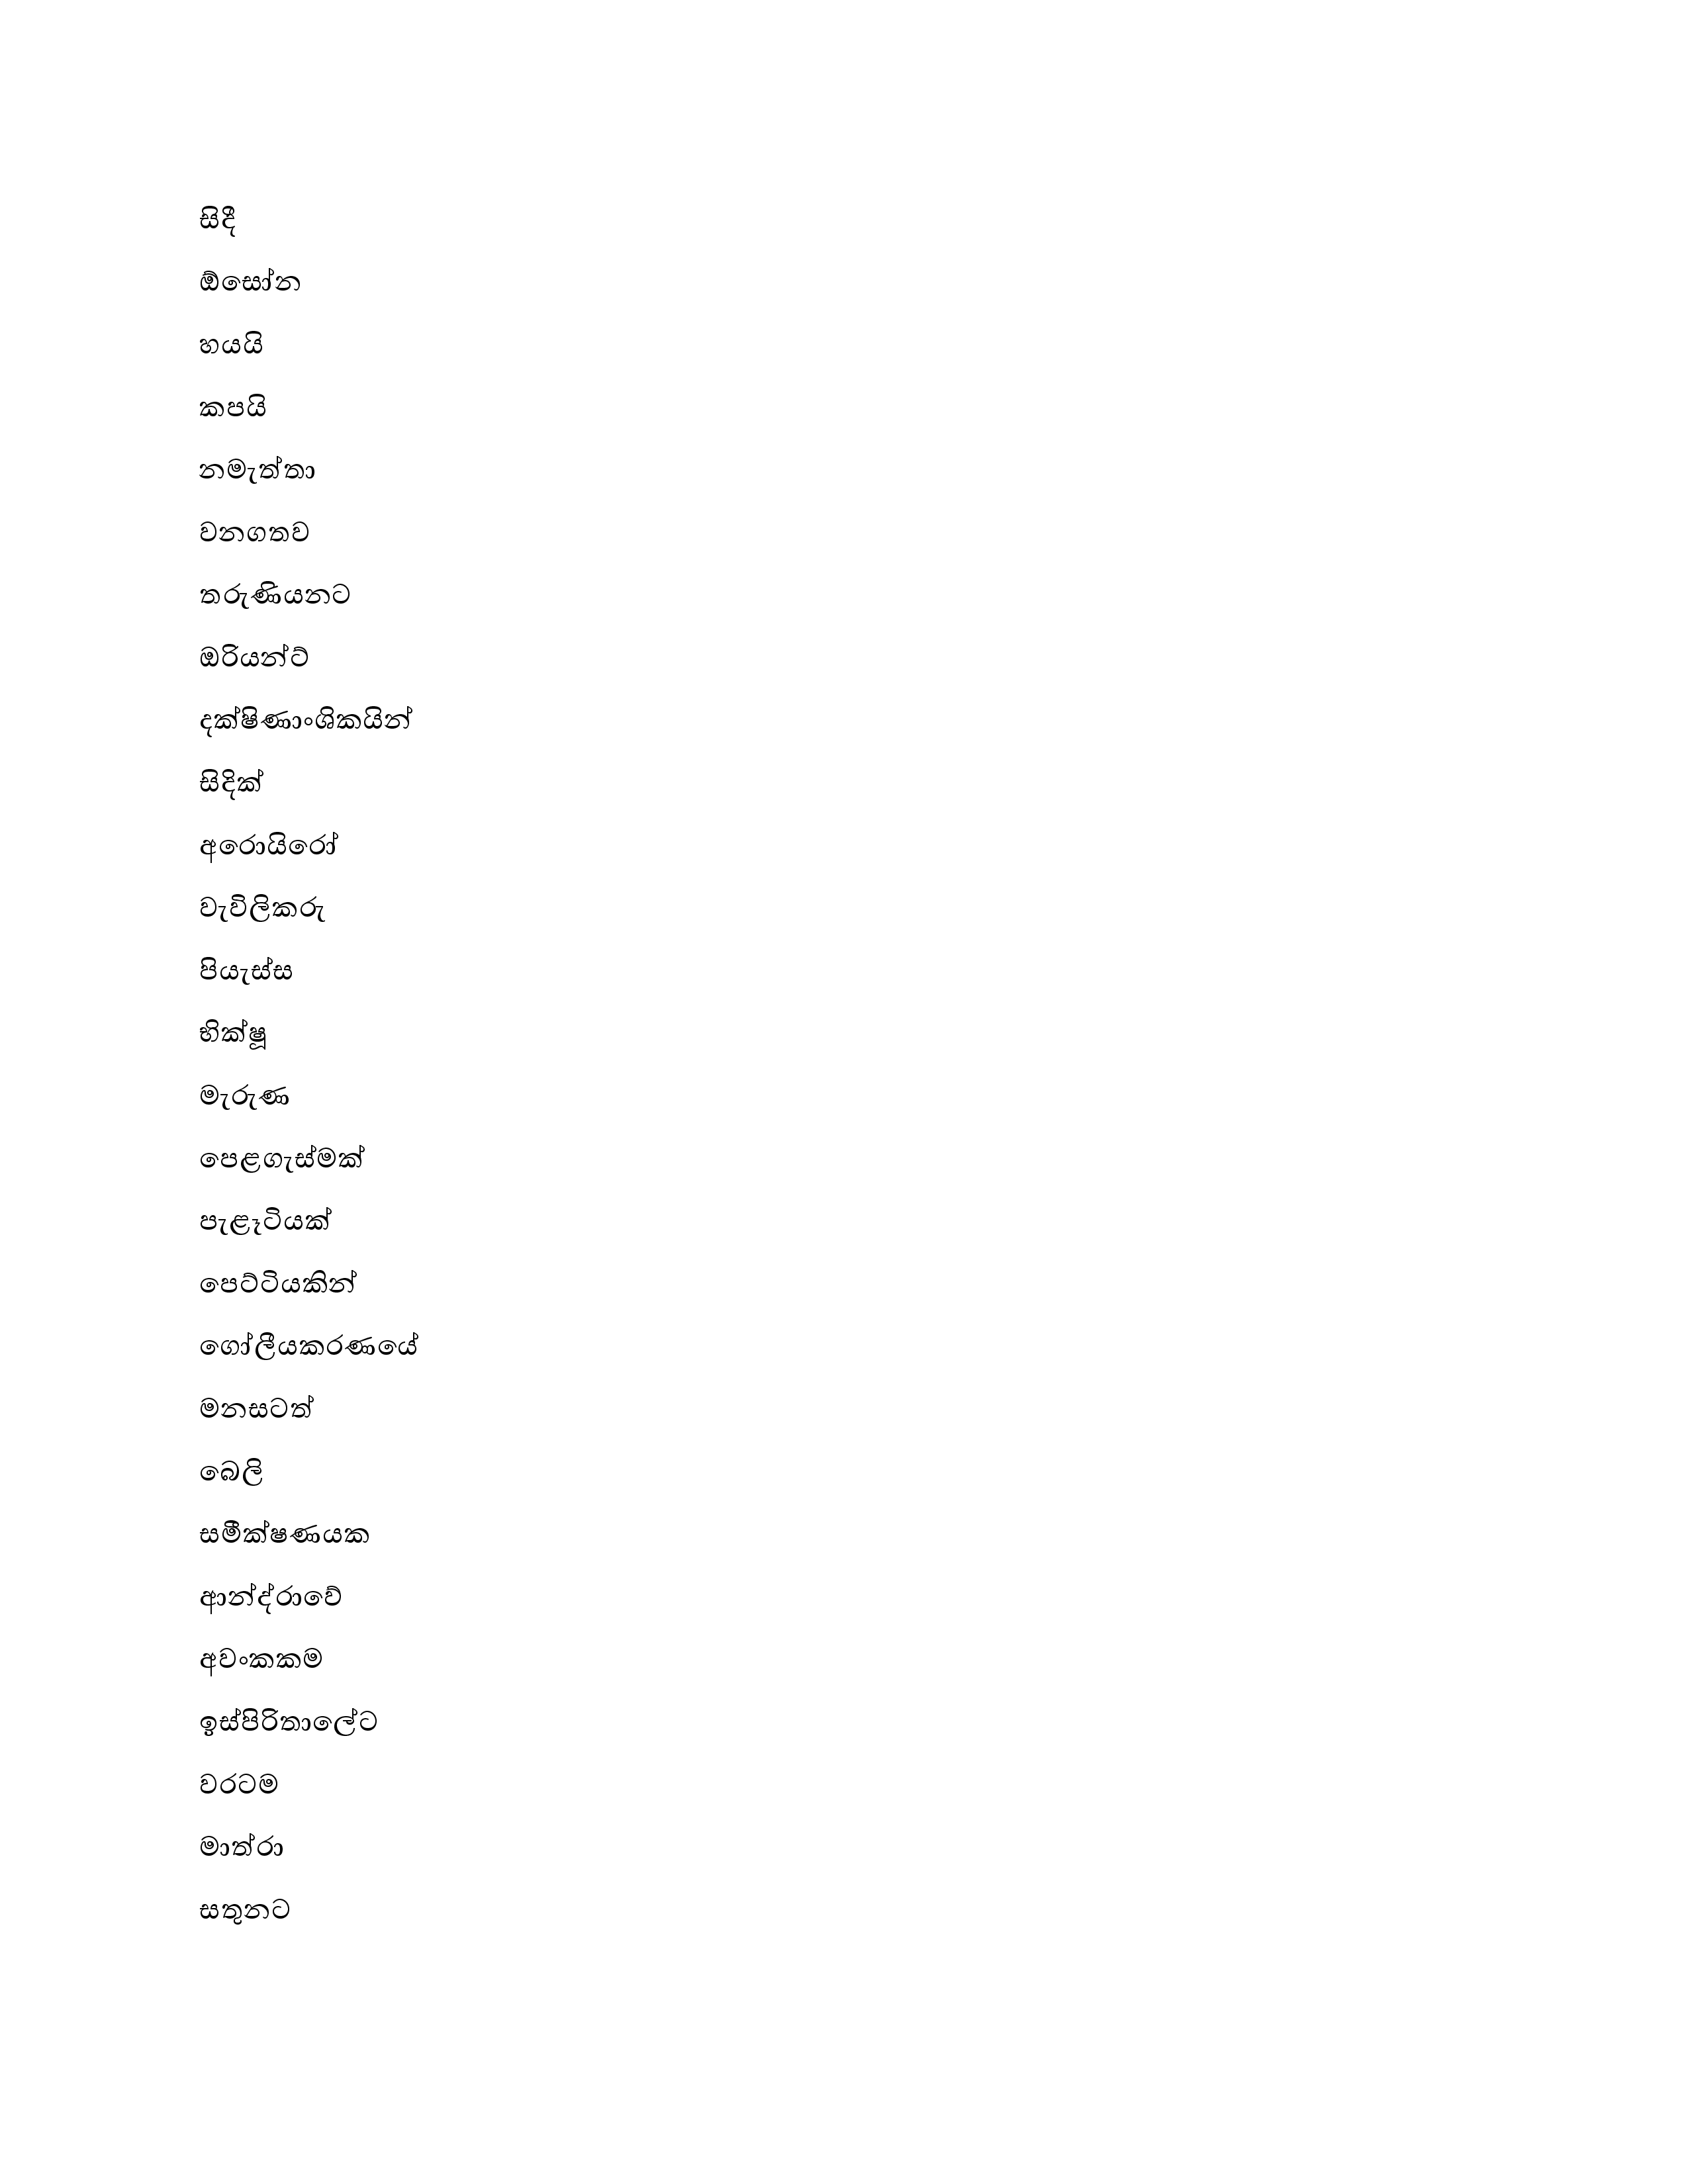 සිදී
ඕසෝන
හයයි
කපයි
නමැත්තා
වනගතව
තරුණියනට
ඔරියන්ට්
දක්ෂිණාංශිකයින්
සිදික්
අරොයිරෝ
වැවිලිකරු
පියැස්ස
භික්ෂූ
මැරුණ
පෙළගැස්මක්
පැළෑටියක්
පෙට්ටියකින්
ගෝලීයකරණයේ
මනසටත්
බෙලි
සමීක්ෂණයක
ආන්ද්රාවේ
අවංකකම
ඉස්පිරිතාලේට
වරටම
මාත්රා
සතුනට